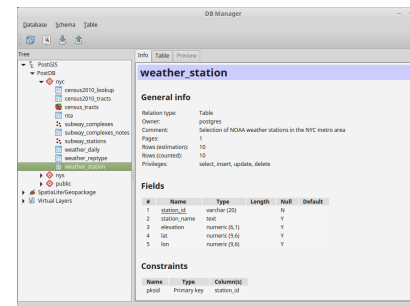 DB Manager
Database Schema Table
Tree
PostGIS
PostDB
nyc
census2010_lookup
census2010_tracts
census_tracts
nta
subway_complexes
subway_complexes_notes
subway_stations
weather_daily
weather_reptype
weather_station
nys
public
SpatiaLite/Geopackage
Virtual Layers
Info Table Preview
weather_station
General info
Relation type: Table
Owner: postgres
Comment: Selection of NOAA weather stations in the NYC metro area
Pages: 1
Rows (estimation): 10
Rows (counted): 10
Privileges: select, insert, update, delete
Fields
# Name Type Length Null Default
1 station_id varchar (20) N
2 station_name text Y
3 elevation numeric (6,1) Y
4 lat numeric (9,6) Y
5 lon numeric (9,6) Y
Constraints
Name Type Column(s)
pksid Primary key station_id